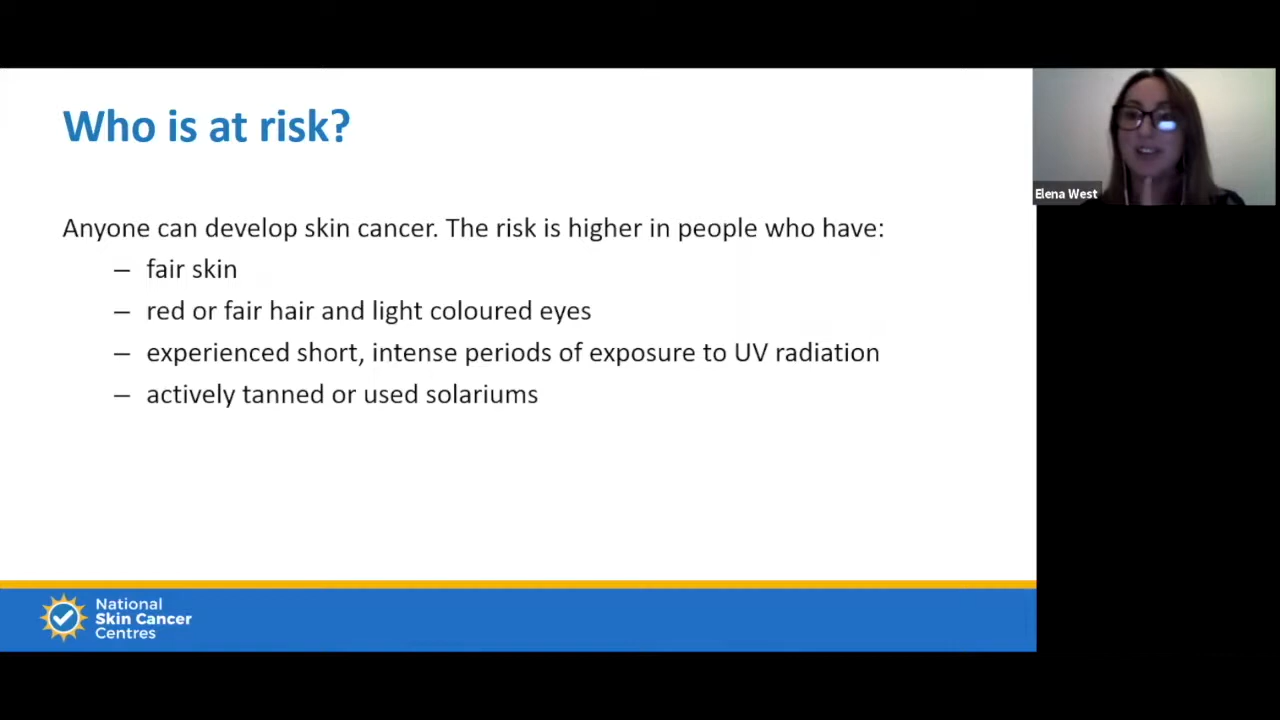 Who is at risk?
Anyone can develop skin cancer. The risk is higher in people who have:
– fair skin
– red or fair hair and light coloured eyes
– experienced short, intense periods of exposure to UV radiation
– actively tanned or used solariums
National
Skin Cancer
Centres
Elena West